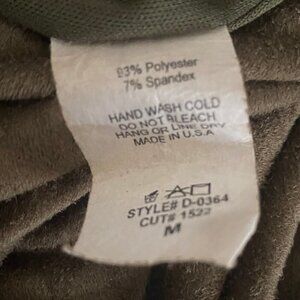 93% Polyester
7% Spandex
HAND WASH COLD
DO NOT BLEACH
HANG OR LINE DRY
MADE IN U.S.A
STYLE# D-0364
CUT# 1522
M